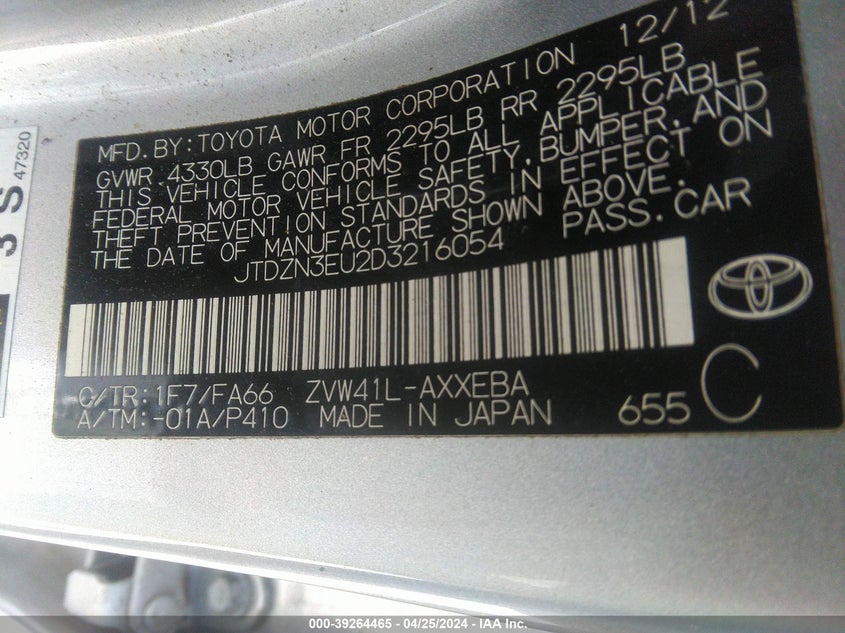 MFD. BY: TOYOTA MOTOR CORPORATION 12/12
GVWR 4330LB GAWR FR 2295LB RR 2295LB
THIS VEHICLE CONFORMS TO ALL APPLICABLE
FEDERAL MOTOR VEHICLE SAFETY, BUMPER, AND
THEFT PREVENTION STANDARDS IN EFFECT ON
THE DATE OF MANUFACTURE SHOWN ABOVE.
JTDZN3EU2D3216054 PASS. CAR
C/TR: 1F7/FA66 ZVW41L-AXXEBA
A/TM: -01A/P410 MADE IN JAPAN 655 C
3 S
47320
000-39264465 - 04/25/2024 - IAA Inc.